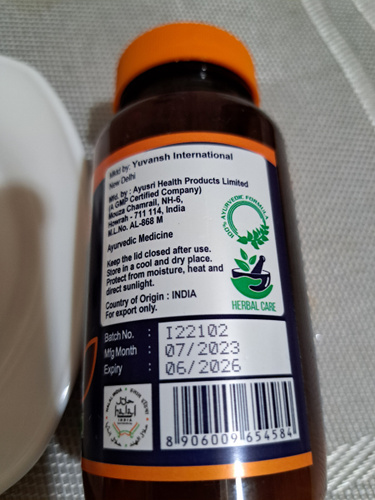 Mktd by: Yuvansh International
New Delhi
Mfd. by : Ayusri Health Products Limited
(A GMP Certified Company)
Mouza Chamrail, NH-6,
Howrah - 711 114, India
M.L.No. AL-868 M
Ayurvedic Medicine
Keep the lid closed after use.
Store in a cool and dry place.
Protect from moisture, heat and
direct sunlight.
Country of Origin : INDIA
For export only.
100% AYURVEDIC FORMULA
HERBAL CARE
Batch No. : I22102
Mfg Month : 07/2023
Expiry : 06/2026
INDIA
8 906009 654584